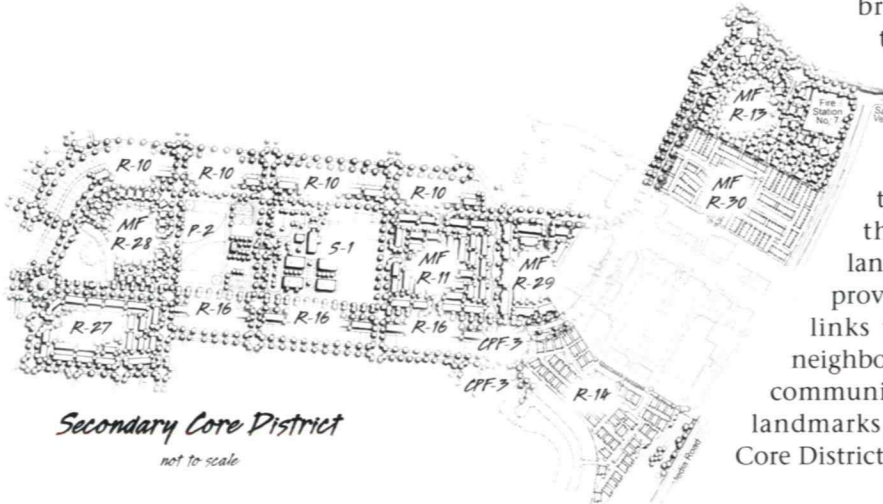 MF
R-13
Fire
Station
No. 7
MF
R-30
R-10
R-10
R-10
R-10
MF
R-28
P-2
S-1
MF
R-11
MF
R-29
R-16
R-16
R-16
R-27
CPF-3
CPF-3
R-14
Secondary Core District
not to scale
Road
br
t
t
th
lan
prov
links
neighbo
communi
landmarks
Core District